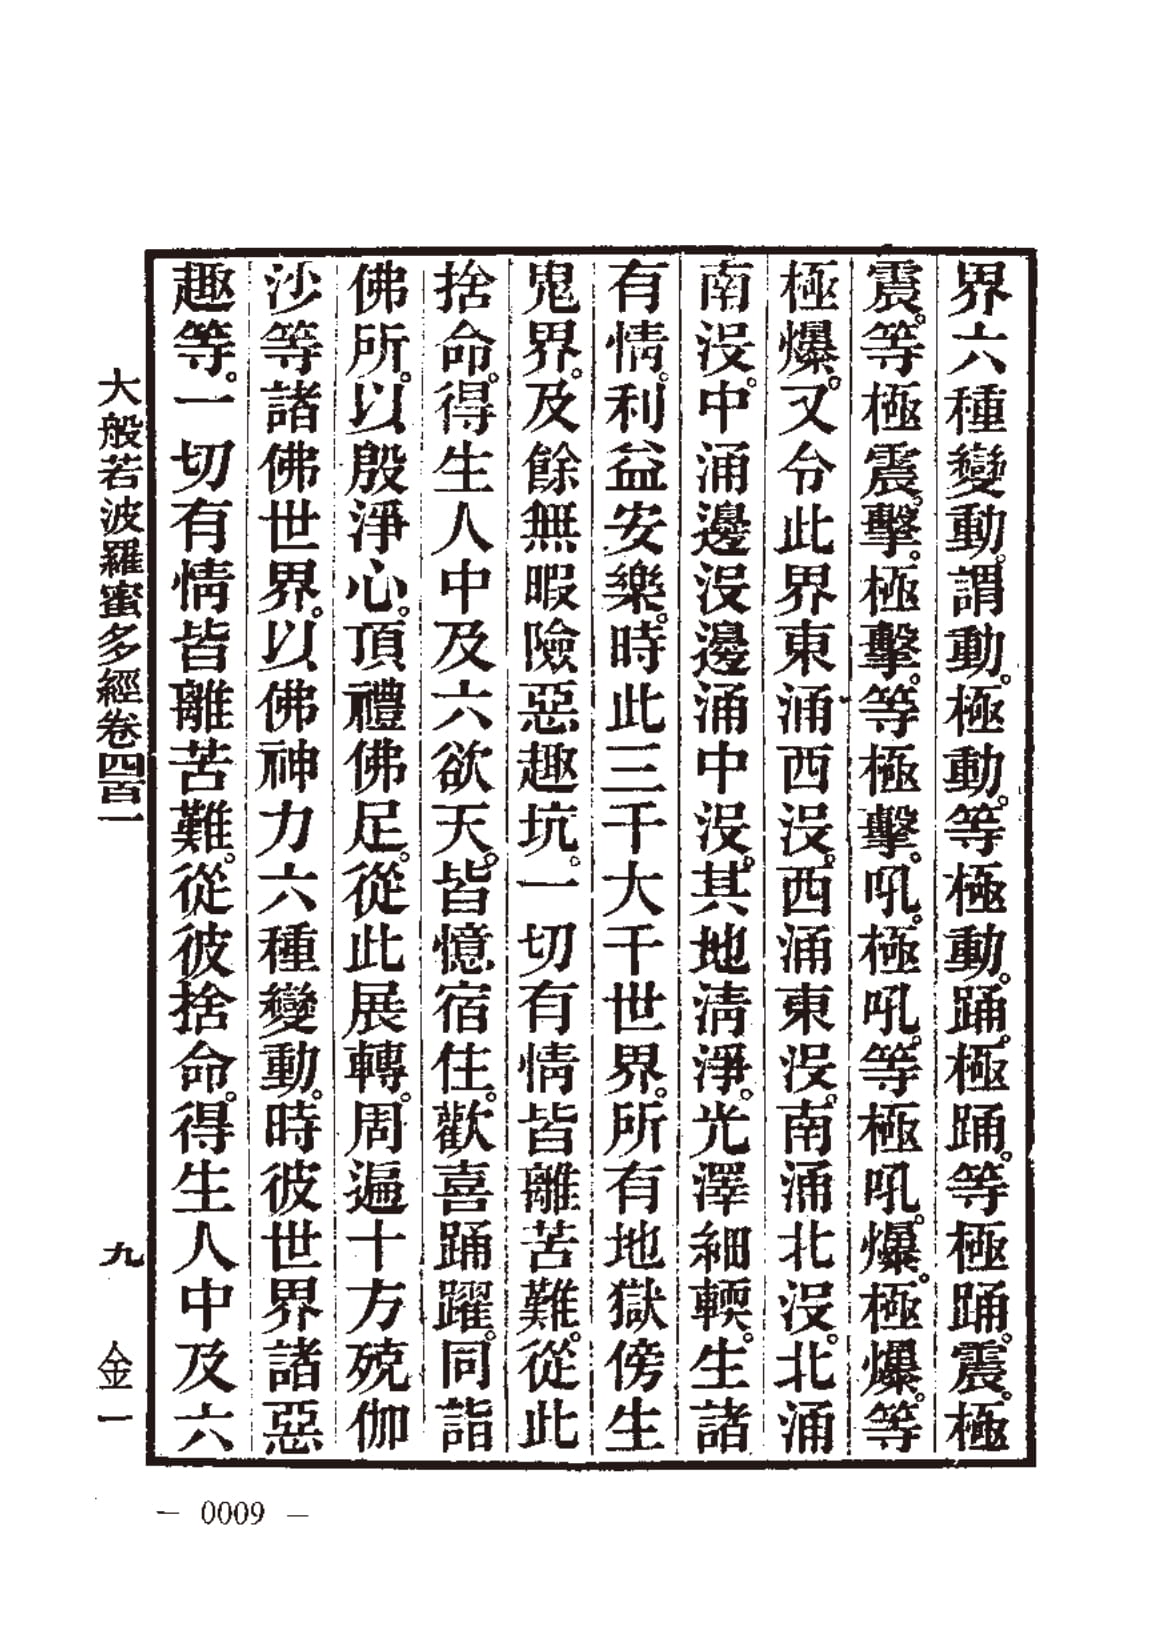 界六種變動。謂動。極動。等極動。踊。極踊。等極踊。震。極
震。等極震。擊。極擊。等極擊。吼。極吼。等極吼。爆。極爆。等
極爆。又令此界東涌西沒。西涌東沒。南涌北沒。北涌
南沒。中涌邊沒邊涌中沒。其地淸淨。光澤細輭。生諸
有情。利益安樂。時此三千大千世界。所有地獄傍生
鬼界。及餘無暇險惡趣坑。一切有情皆離苦難。從此
捨命。得生人中及六欲天。皆憶宿住。歡喜踊躍。同詣
佛所。以殷淨心。頂禮佛足。從此展轉。周遍十方殑伽
沙等諸佛世界。以佛神力六種變動。時彼世界諸惡
趣等。一切有情皆離苦難。從彼捨命。得生人中及六
大般若波羅蜜多經卷四百一　九　金一
— 0009 —